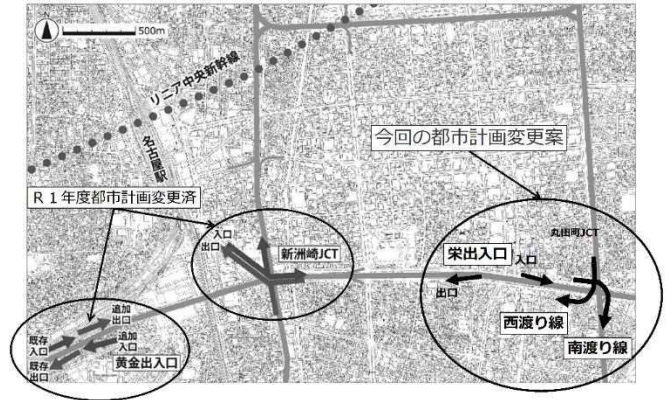 500m
リニア中央新幹線
名古屋駅
今回の都市計画変更案
R1年度都市計画変更済
入口
出口
新洲崎JCT
丸田町JCT
栄出入口
入口
出口
西渡り線
南渡り線
追加
出口
既存
入口
追加
入口
既存
出口
黄金出入口